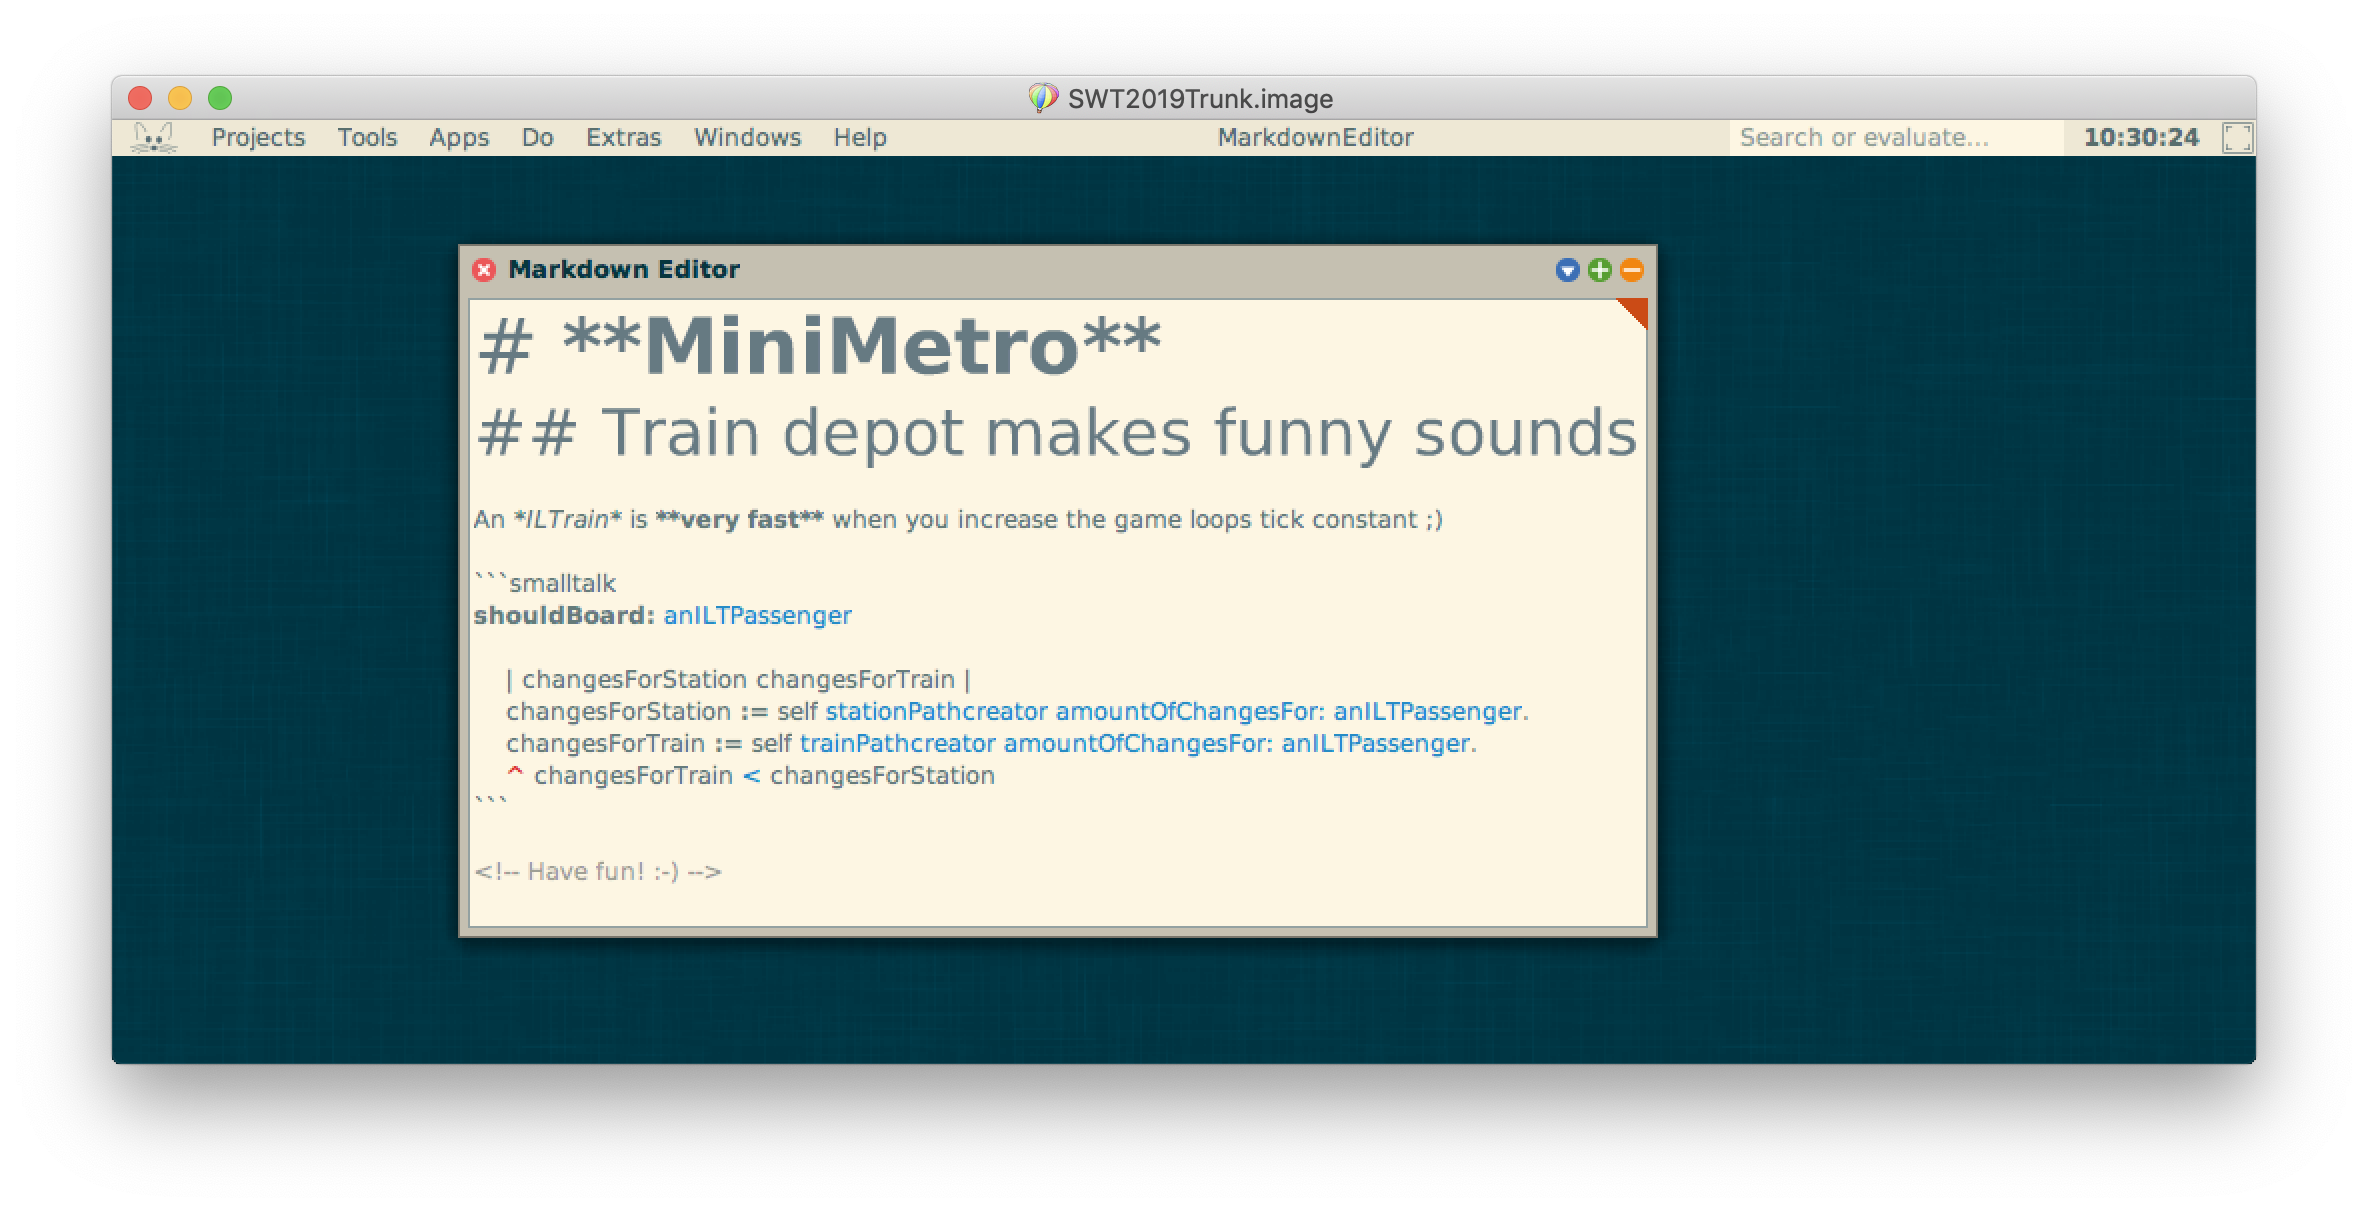 SWT2019Trunk.image
Projects Tools Apps Do Extras Windows Help MarkdownEditor Search or evaluate... 10:30:24
Markdown Editor
# **MiniMetro**
## Train depot makes funny sounds
An *ILTrain* is **very fast** when you increase the game loops tick constant ;)
```smalltalk
shouldBoard: anILTPassenger
| changesForStation changesForTrain |
changesForStation := self stationPathcreator amountOfChangesFor: anILTPassenger.
changesForTrain := self trainPathcreator amountOfChangesFor: anILTPassenger.
^ changesForTrain < changesForStation
```
<!-- Have fun! :-) -->